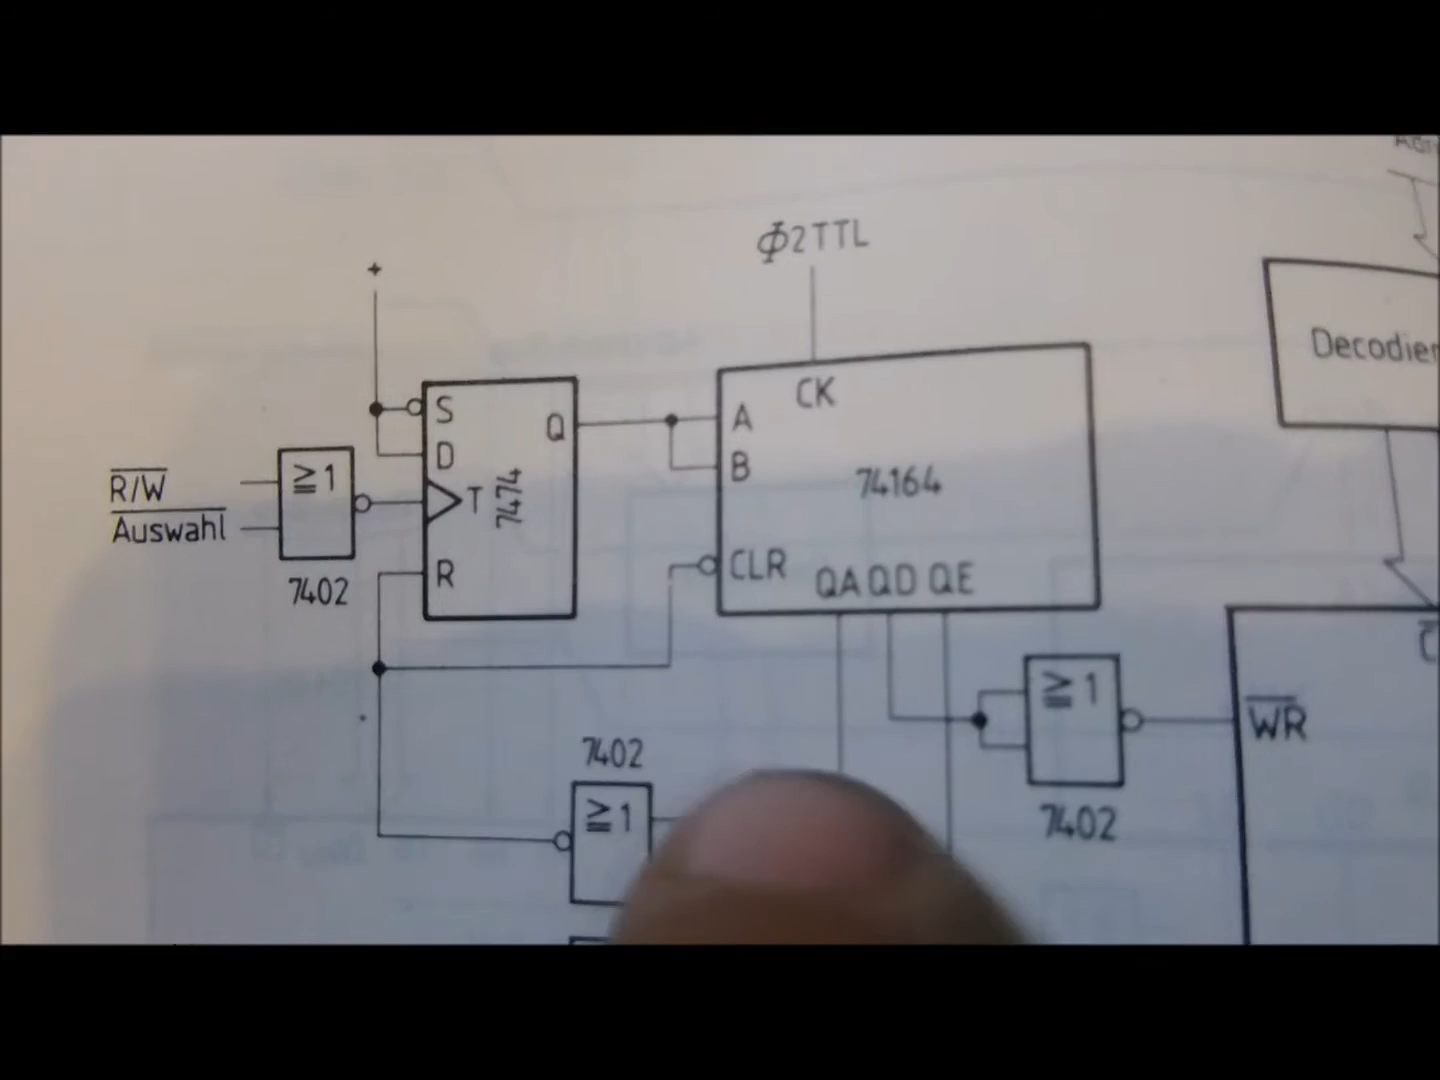 Φ2TTL
+
CK
S
Q
A
D
B
R/W
≧1
T
7474
74164
Auswahl
R
CLR
7402
QA QD QE
Decodier
≧1
WR
7402
≧1
7402